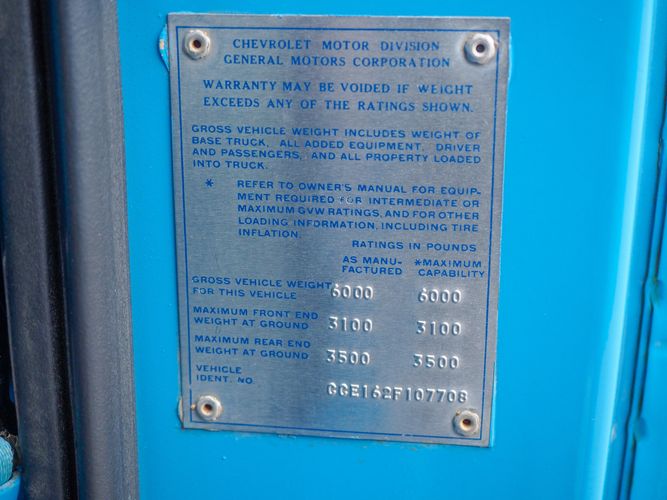 CHEVROLET MOTOR DIVISION
GENERAL MOTORS CORPORATION
WARRANTY MAY BE VOIDED IF WEIGHT
EXCEEDS ANY OF THE RATINGS SHOWN.
GROSS VEHICLE WEIGHT INCLUDES WEIGHT OF
BASE TRUCK, ALL ADDED EQUIPMENT, DRIVER
AND PASSENGERS, AND ALL PROPERTY LOADED
INTO TRUCK.
* REFER TO OWNER'S MANUAL FOR EQUIP-
MENT REQUIRED FOR INTERMEDIATE OR
MAXIMUM GVW RATINGS, AND FOR OTHER
LOADING INFORMATION, INCLUDING TIRE
INFLATION.
RATINGS IN POUNDS
AS MANU- *MAXIMUM
FACTURED CAPABILITY
GROSS VEHICLE WEIGHT
FOR THIS VEHICLE 6000 6000
MAXIMUM FRONT END
WEIGHT AT GROUND 3100 3100
MAXIMUM REAR END
WEIGHT AT GROUND 3500 3500
VEHICLE
IDENT. NO. CCE162F107708